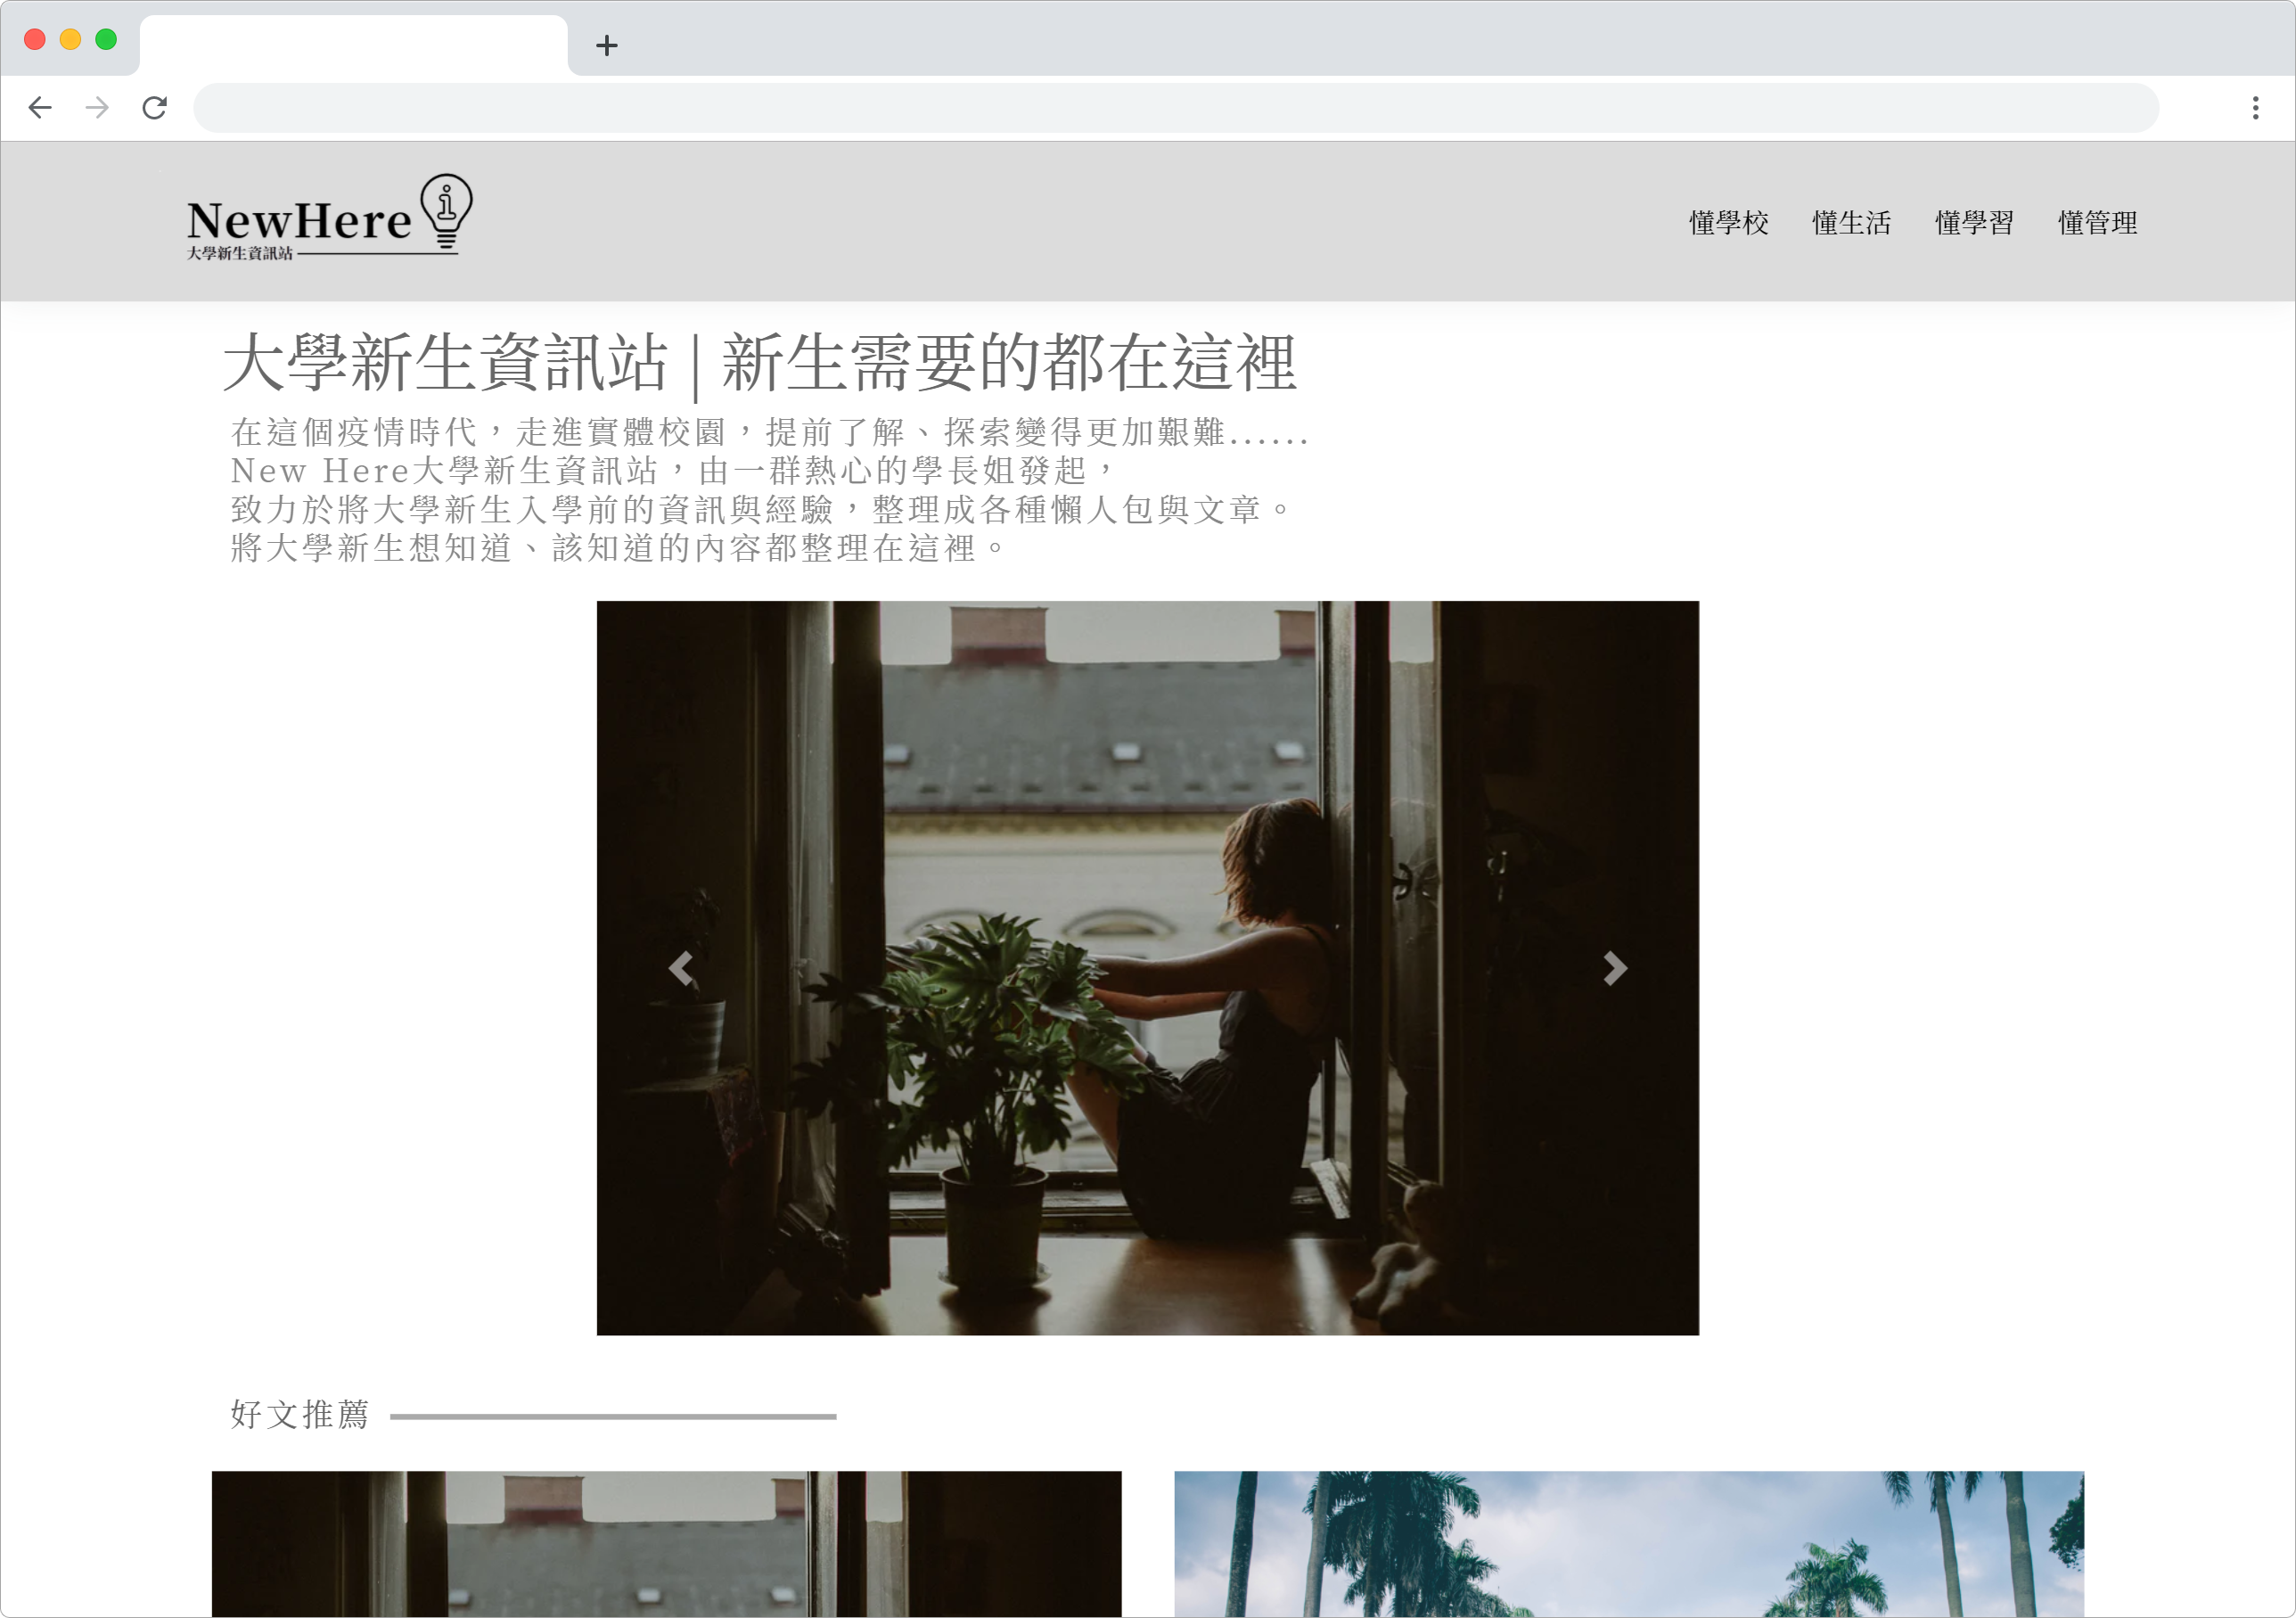 NewHere
大學新生資訊站
懂學校 懂生活 懂學習 懂管理
大學新生資訊站 | 新生需要的都在這裡
在這個疫情時代，走進實體校園，提前了解、探索變得更加艱難......
New Here大學新生資訊站，由一群熱心的學長姐發起，
致力於將大學新生入學前的資訊與經驗，整理成各種懶人包與文章。
將大學新生想知道、該知道的內容都整理在這裡。
好文推薦